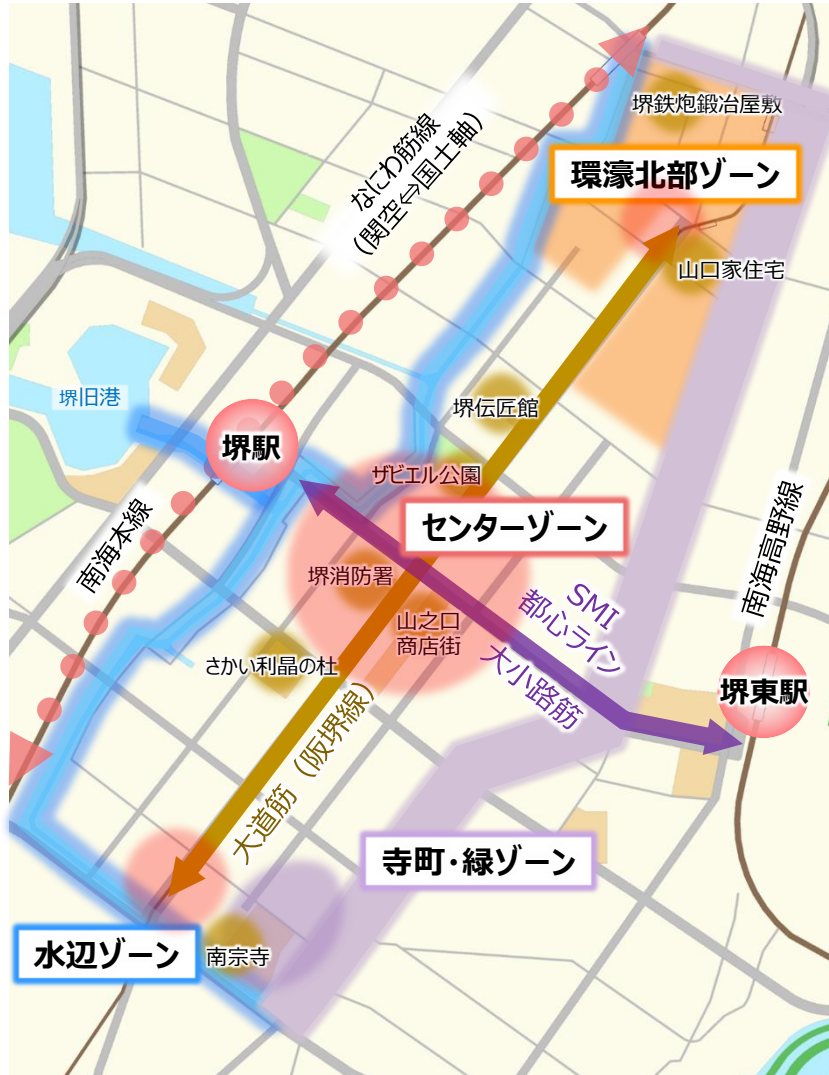 堺鉄炮鍛冶屋敷
なにわ筋線
(関空⇔国土軸)
環濠北部ゾーン
山口家住宅
堺旧港
堺伝匠館
堺駅
ザビエル公園
センターゾーン
南海本線
南海高野線
堺消防署
SMI
都心ライン
山之口
商店街
大小路筋
さかい利晶の杜
堺東駅
大道筋(阪堺線)
寺町・緑ゾーン
水辺ゾーン
南宗寺